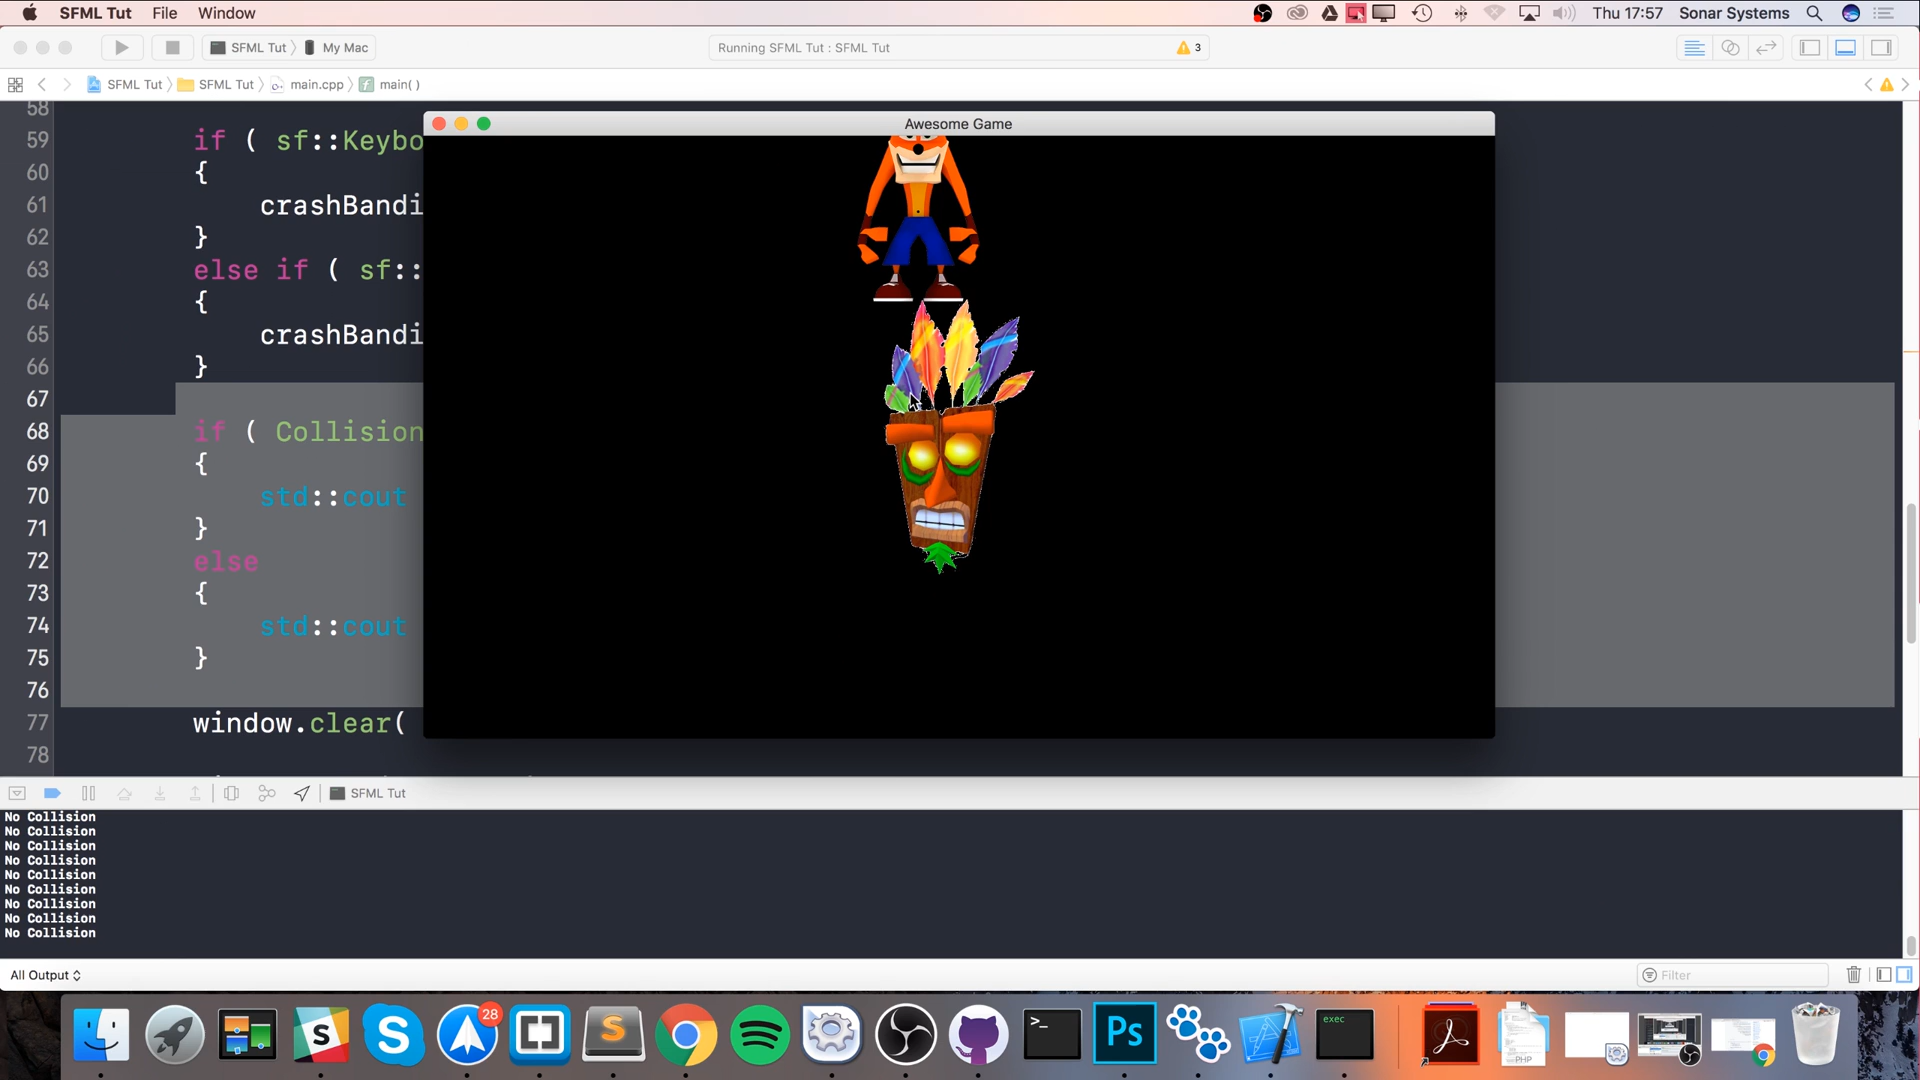 SFML Tut File Window Thu 17:57 Sonar Systems
SFML Tut My Mac Running SFML Tut : SFML Tut 3
SFML Tut SFML Tut main.cpp main( )
58
59 if ( sf::Keybo
60 {
61 crashBandi
62 }
63 else if ( sf::
64 {
65 crashBandi
66 }
67
68 if ( Collision
69 {
70 std::cout
71 }
72 else
73 {
74 std::cout
75 }
76
77 window.clear(
78
Awesome Game
SFML Tut
No Collision
No Collision
No Collision
No Collision
No Collision
No Collision
No Collision
No Collision
No Collision
All Output Filter
28
exec
Ps
PHP